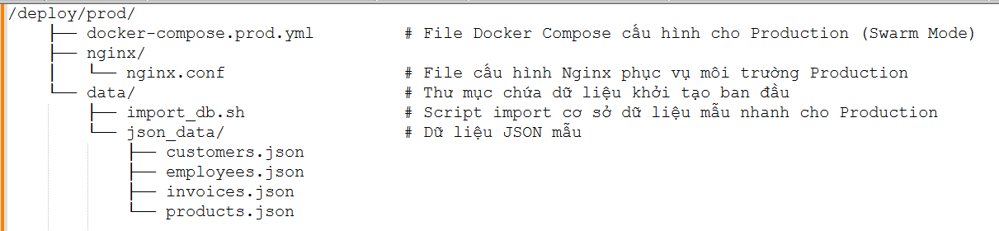 /deploy/prod/
├── docker-compose.prod.yml # File Docker Compose cấu hình cho Production (Swarm Mode)
├── nginx/
│   └── nginx.conf # File cấu hình Nginx phục vụ môi trường Production
└── data/ # Thư mục chứa dữ liệu khởi tạo ban đầu
    ├── import_db.sh # Script import cơ sở dữ liệu mẫu nhanh cho Production
    └── json_data/ # Dữ liệu JSON mẫu
        ├── customers.json
        ├── employees.json
        ├── invoices.json
        └── products.json